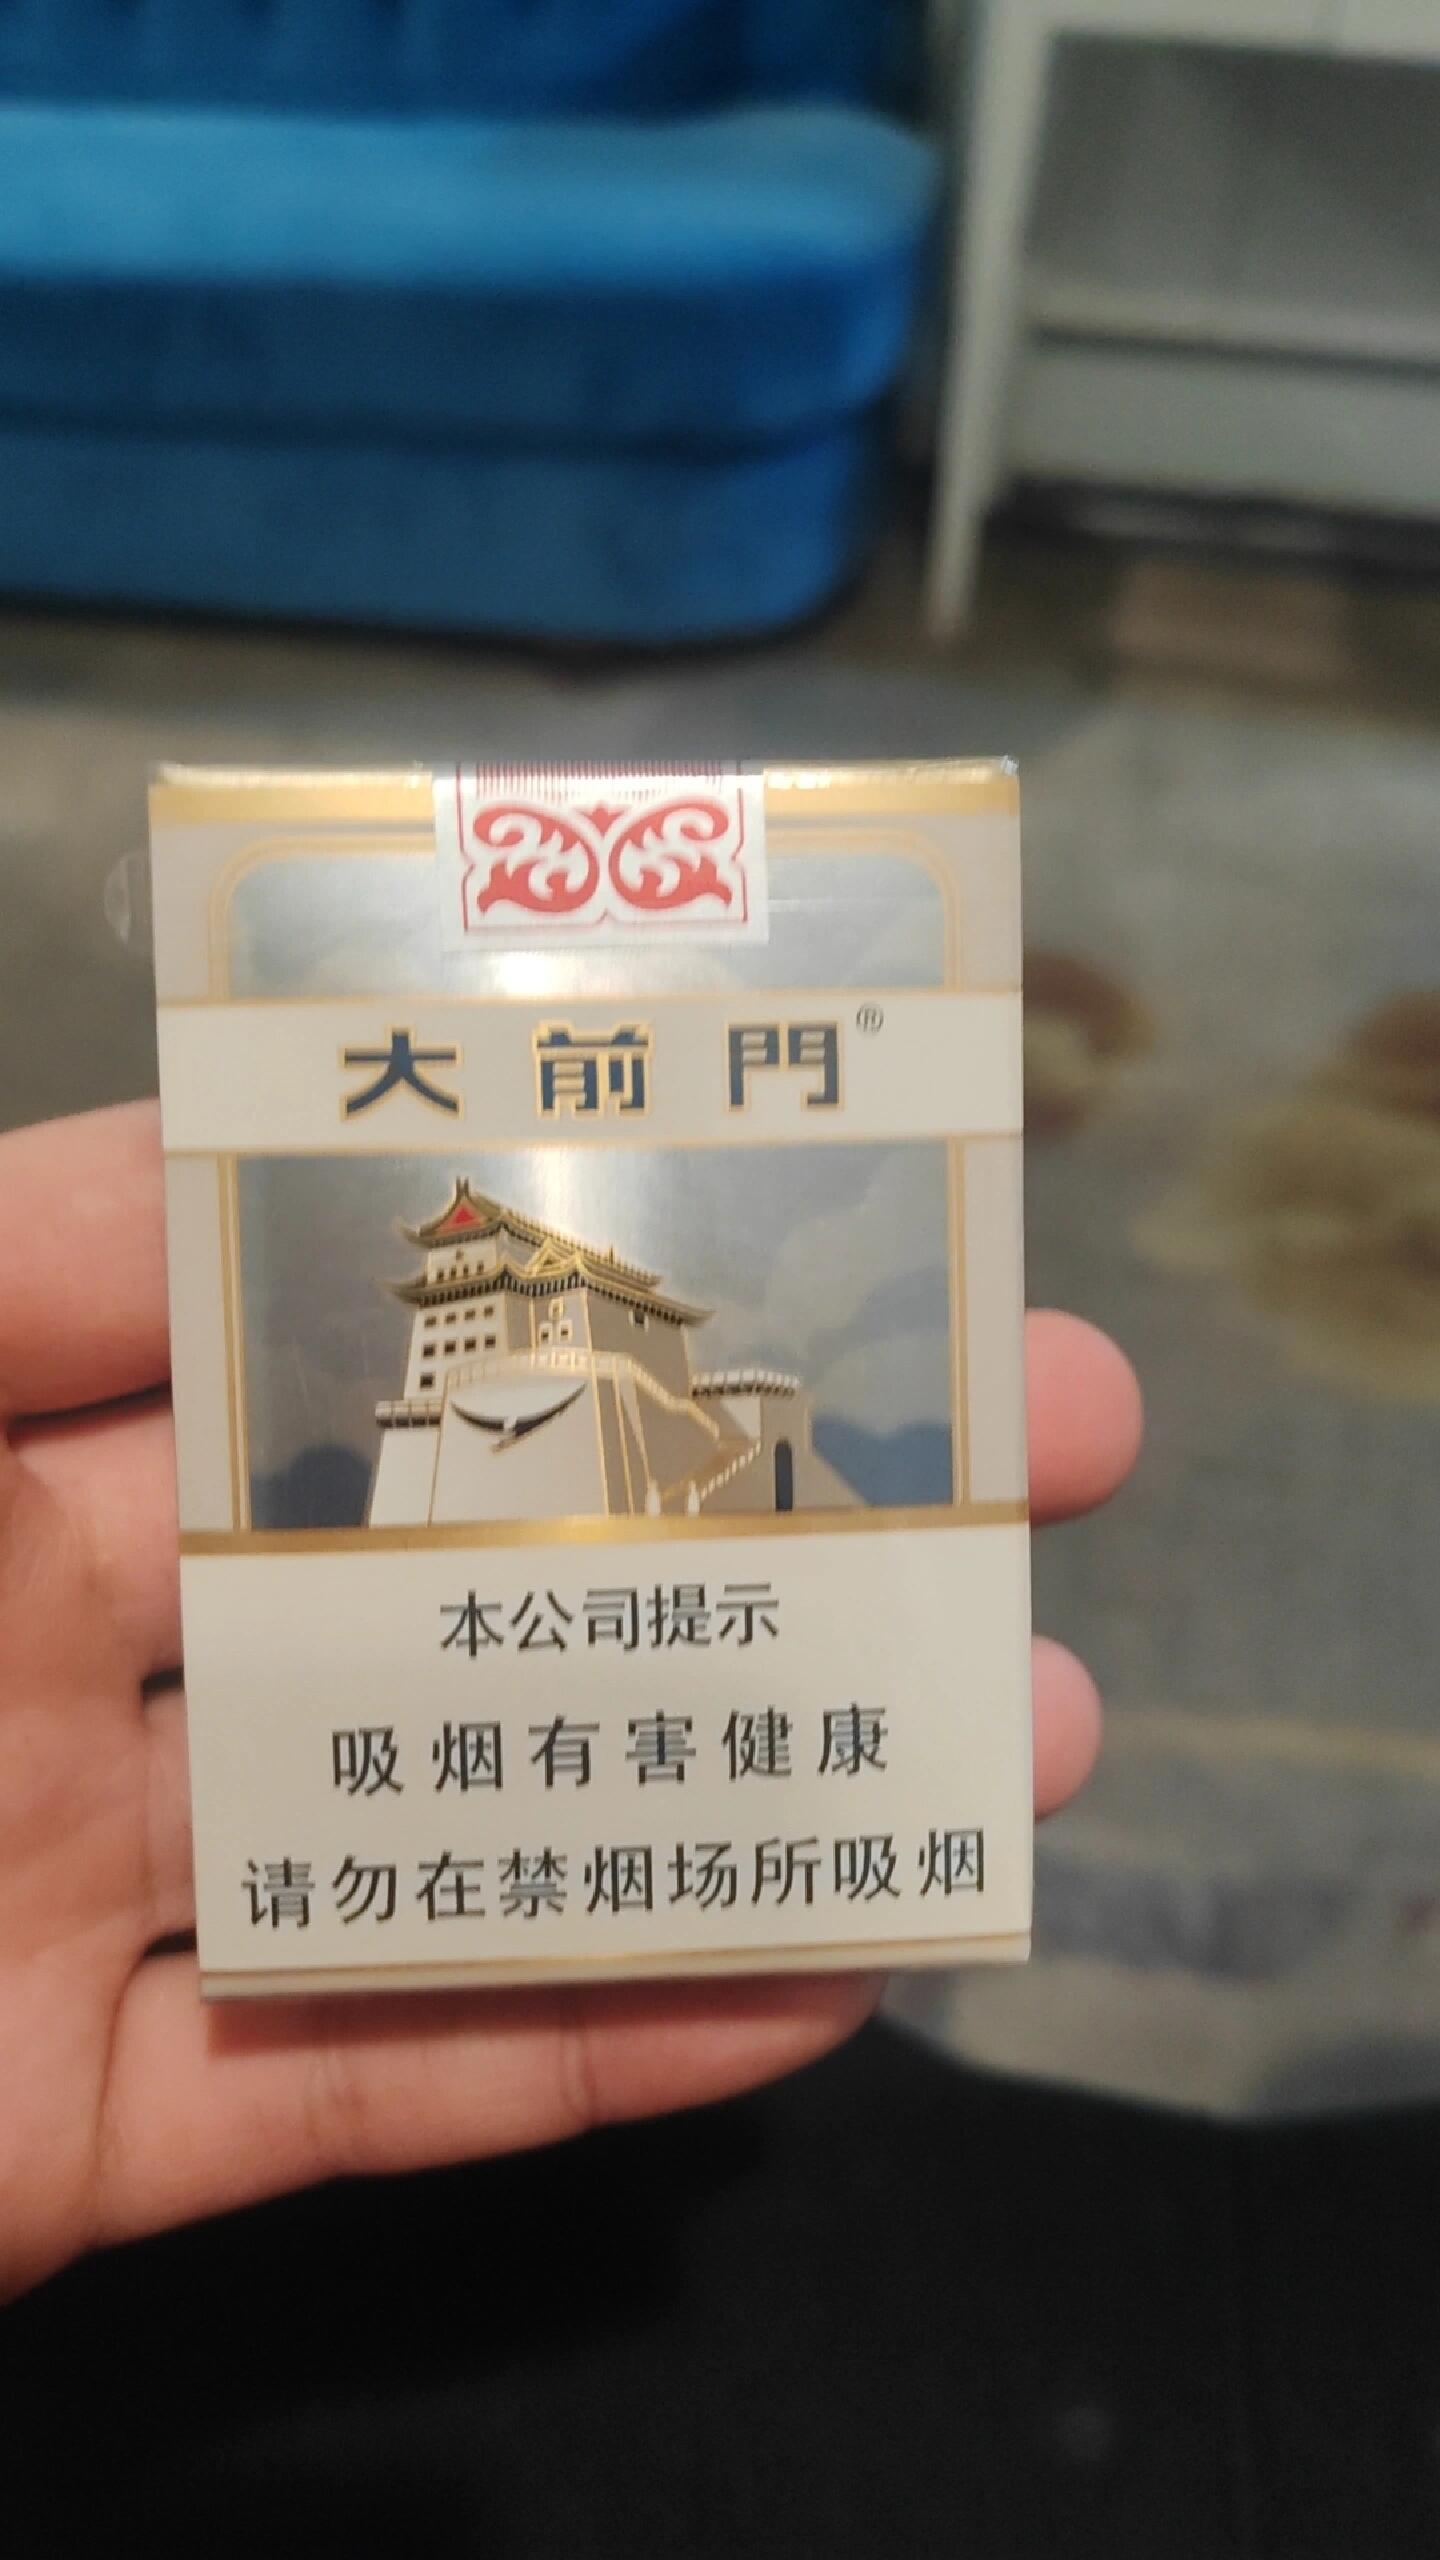 大前門®
本公司提示
吸烟有害健康
请勿在禁烟场所吸烟